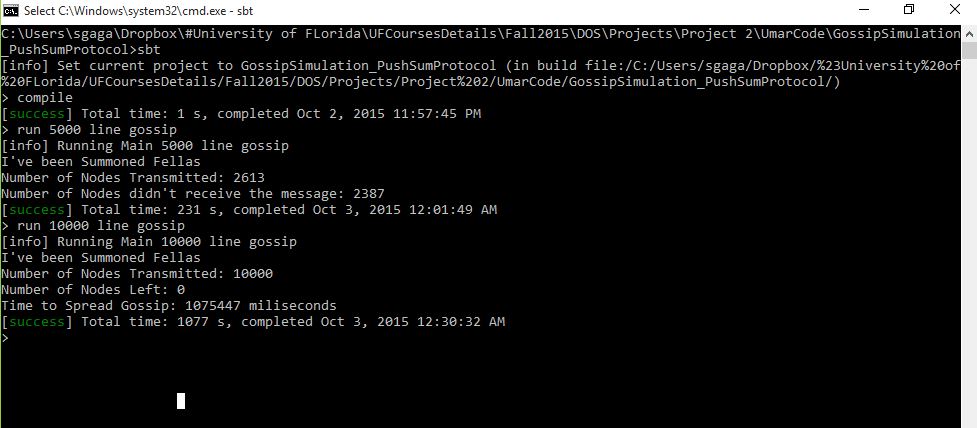 Select C:\Windows\system32\cmd.exe - sbt
C:\Users\sgaga\Dropbox\#University of FLorida\UFCoursesDetails\Fall2015\DOS\Projects\Project 2\UmarCode\GossipSimulation
_PushSumProtocol>sbt
[info] Set current project to GossipSimulation_PushSumProtocol (in build file:/C:/Users/sgaga/Dropbox/%23University%20of
%20FLorida/UFCoursesDetails/Fall2015/DOS/Projects/Project%202/UmarCode/GossipSimulation_PushSumProtocol/)
> compile
[success] Total time: 1 s, completed Oct 2, 2015 11:57:45 PM
> run 5000 line gossip
[info] Running Main 5000 line gossip
I've been Summoned Fellas
Number of Nodes Transmitted: 2613
Number of Nodes didn't receive the message: 2387
[success] Total time: 231 s, completed Oct 3, 2015 12:01:49 AM
> run 10000 line gossip
[info] Running Main 10000 line gossip
I've been Summoned Fellas
Number of Nodes Transmitted: 10000
Number of Nodes Left: 0
Time to Spread Gossip: 1075447 miliseconds
[success] Total time: 1077 s, completed Oct 3, 2015 12:30:32 AM
>